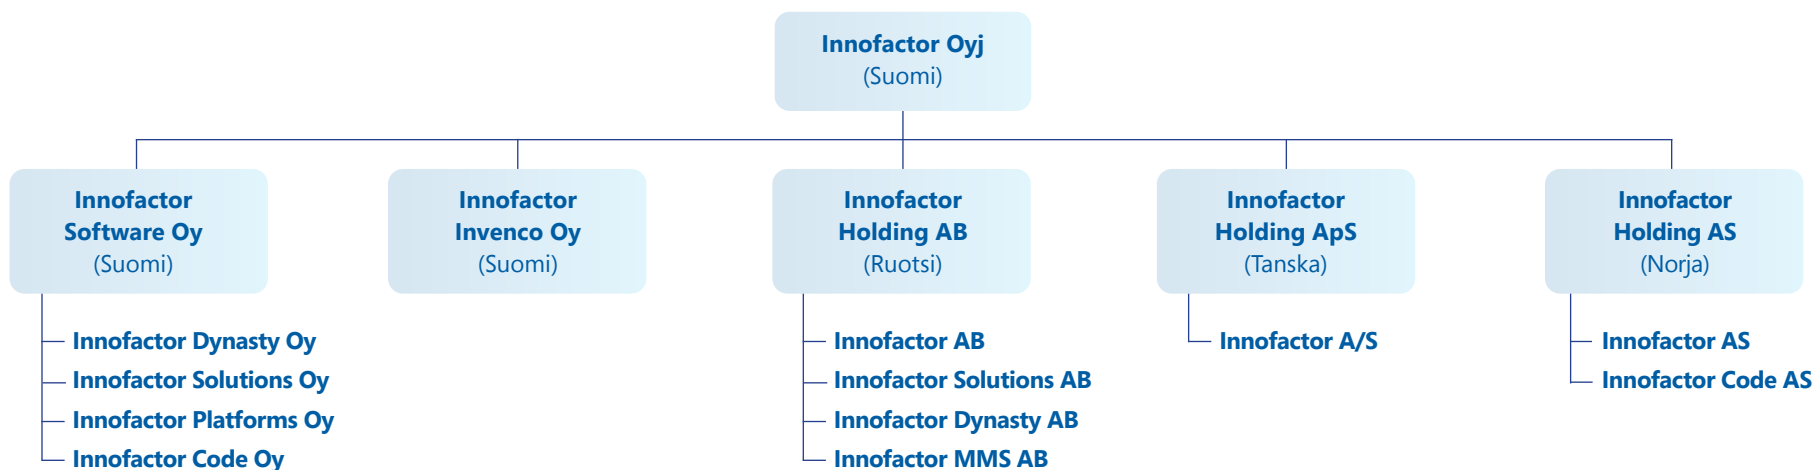 Innofactor Oyj
(Suomi)
Innofactor
Software Oy
(Suomi)
Innofactor
Invenco Oy
(Suomi)
Innofactor
Holding AB
(Ruotsi)
Innofactor
Holding ApS
(Tanska)
Innofactor
Holding AS
(Norja)
Innofactor Dynasty Oy
Innofactor Solutions Oy
Innofactor Platforms Oy
Innofactor Code Oy
Innofactor AB
Innofactor Solutions AB
Innofactor Dynasty AB
Innofactor MMS AB
Innofactor A/S
Innofactor AS
Innofactor Code AS